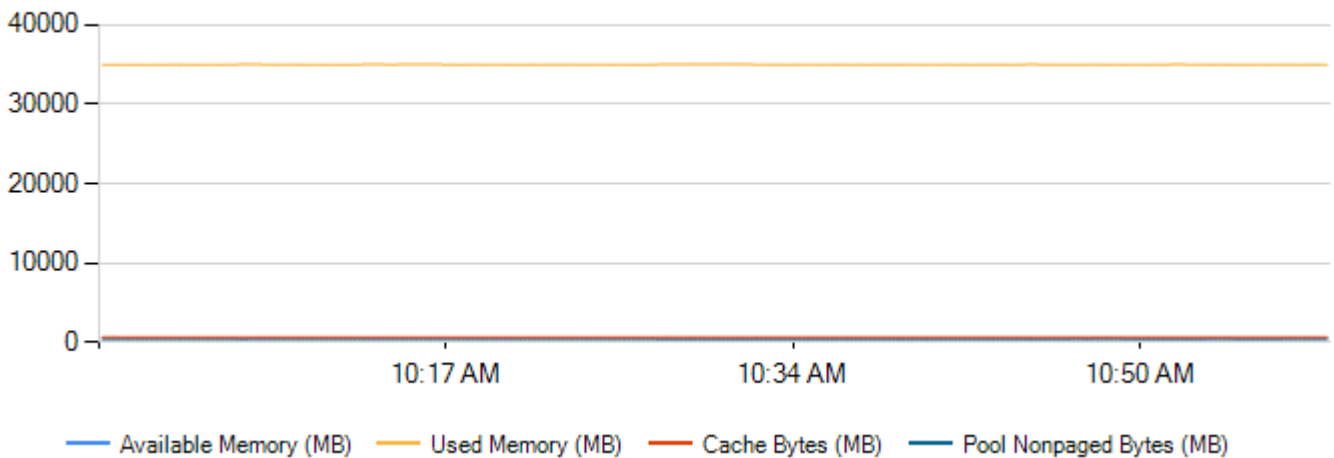 40000
30000
20000
10000
0
10:17 AM 10:34 AM 10:50 AM
Available Memory (MB) Used Memory (MB) Cache Bytes (MB) Pool Nonpaged Bytes (MB)